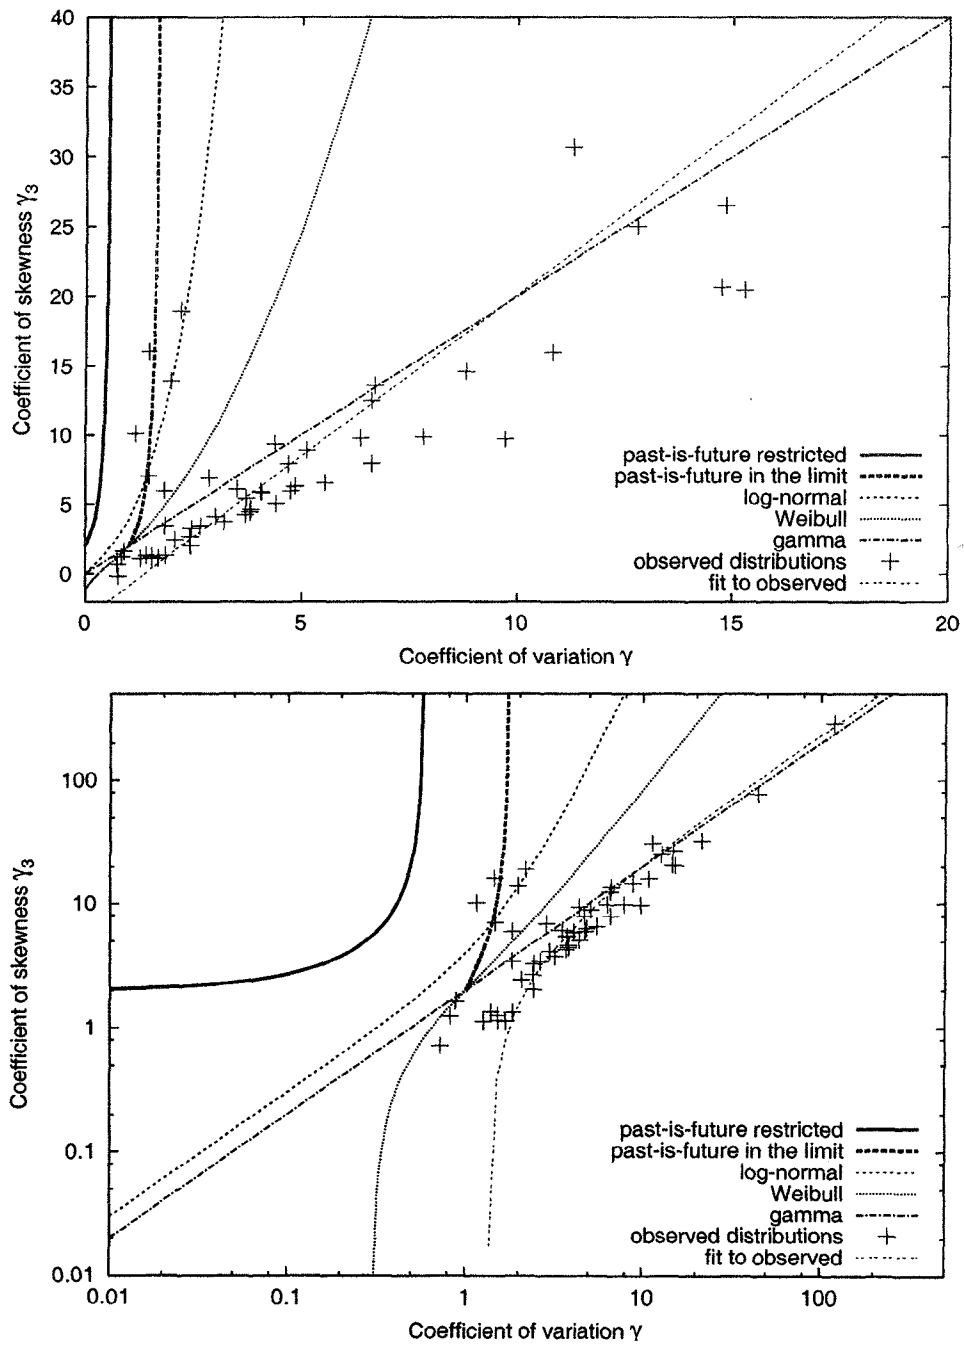 40
35
30
25
20
15
10
5
0
Coefficient of skewness γ3
past-is-future restricted
past-is-future in the limit
log-normal
Weibull
gamma
observed distributions
fit to observed
0 5 10 15 20
Coefficient of variation γ
100
10
1
0.1
0.01
Coefficient of skewness γ3
past-is-future restricted
past-is-future in the limit
log-normal
Weibull
gamma
observed distributions
fit to observed
0.01 0.1 1 10 100
Coefficient of variation γ